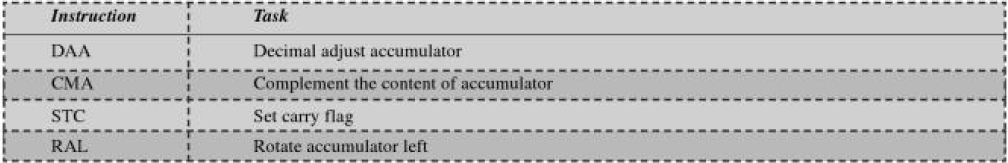 Instruction Task
DAA Decimal adjust accumulator
CMA Complement the content of accumulator
STC Set carry flag
RAL Rotate accumulator left